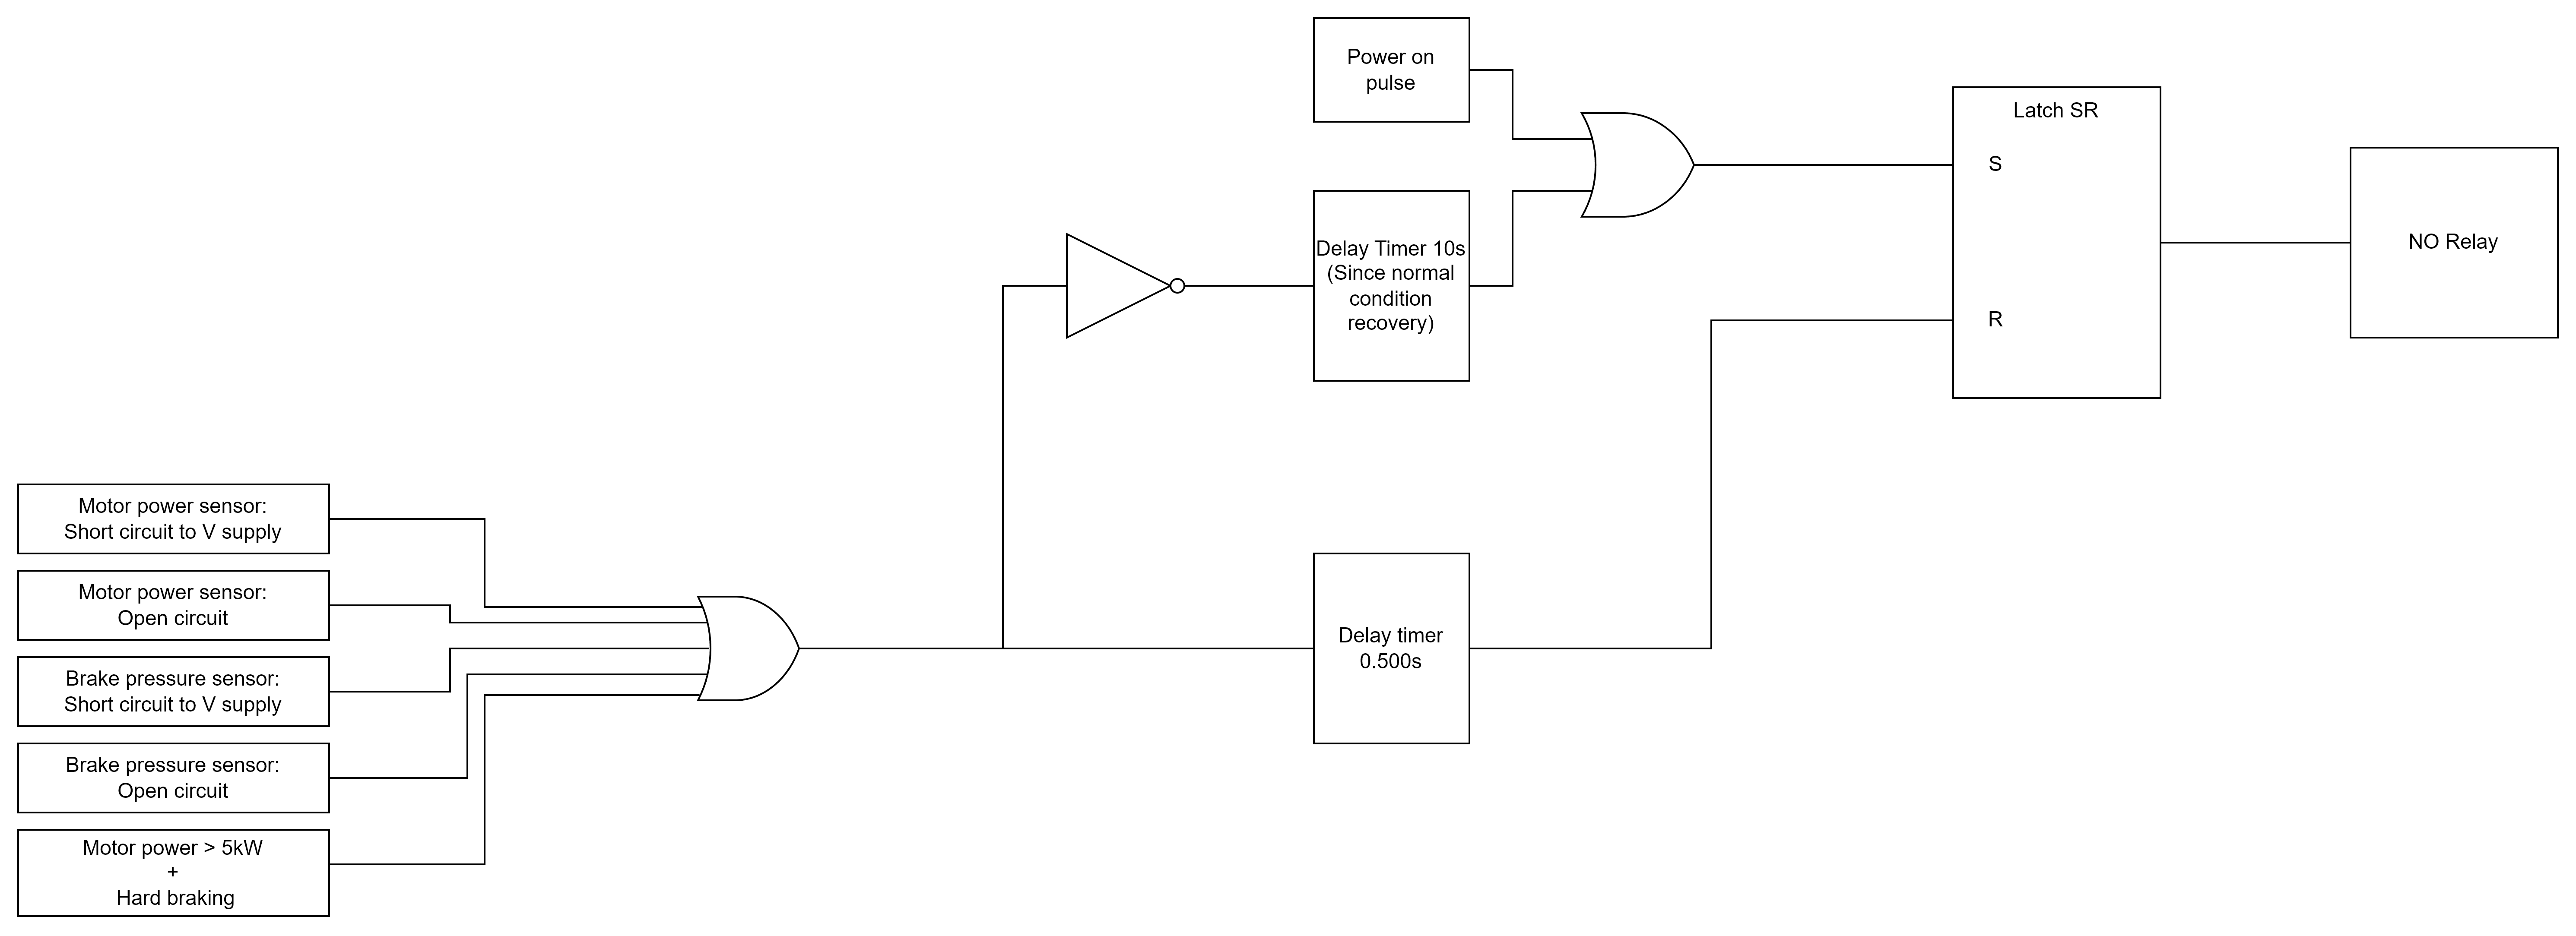 Power on
pulse
Latch SR
S
R
NO Relay
Delay Timer 10s
(Since normal
condition
recovery)
Motor power sensor:
Short circuit to V supply
Motor power sensor:
Open circuit
Brake pressure sensor:
Short circuit to V supply
Brake pressure sensor:
Open circuit
Motor power > 5kW
+
Hard braking
Delay timer
0.500s